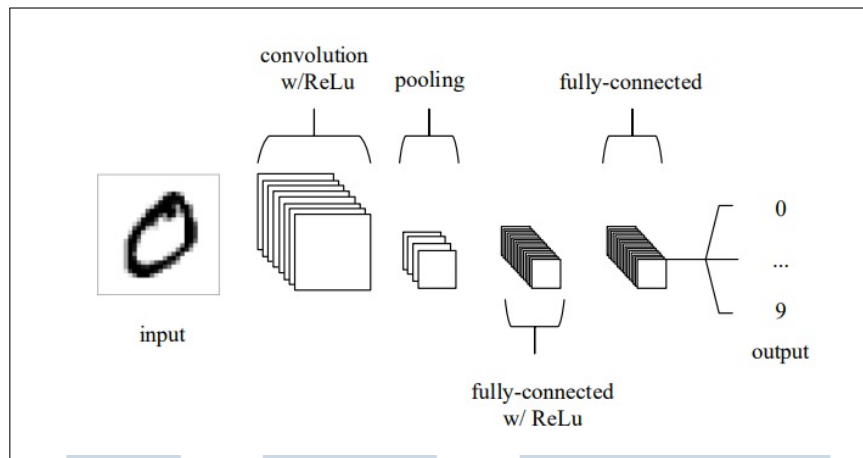 convolution
w/ReLu
pooling
fully-connected
0
...
9
input
output
fully-connected
w/ ReLu